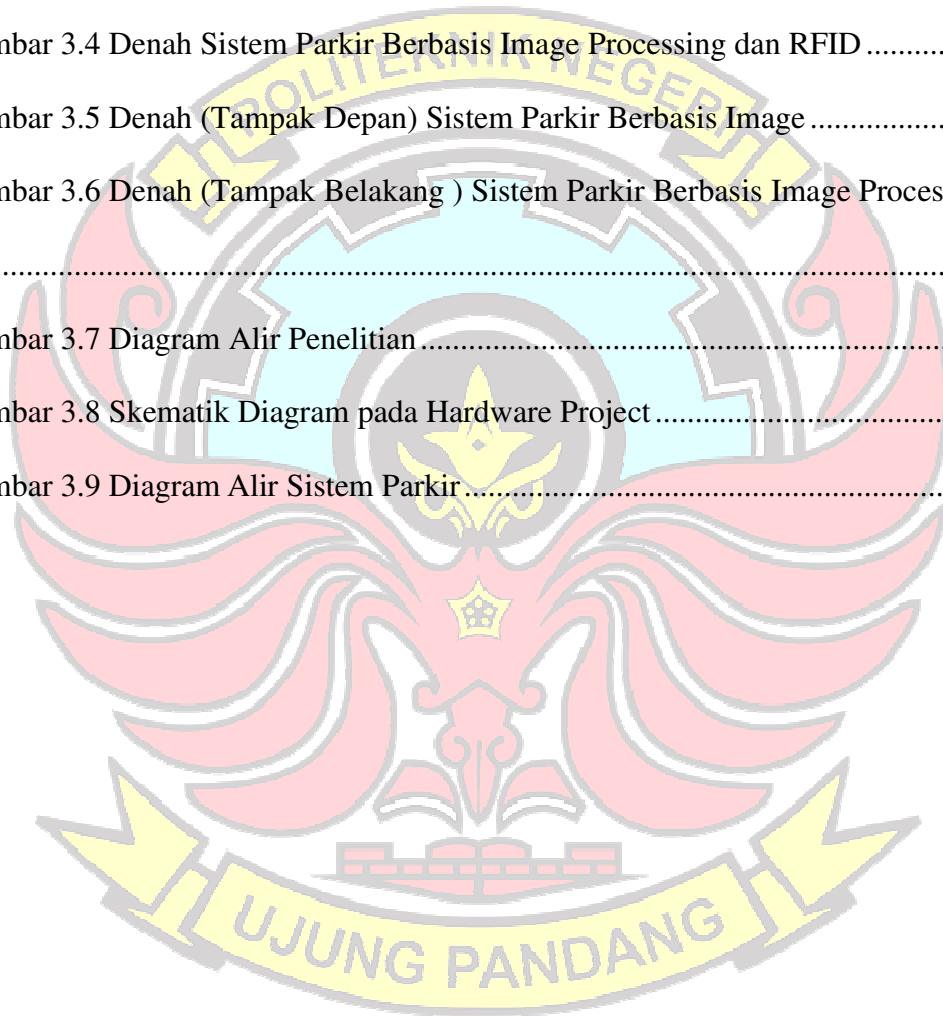 mbar 3.4 Denah Sistem Parkir Berbasis Image Processing dan RFID ..........
POLITEKNIK NEGERI
mbar 3.5 Denah (Tampak Depan) Sistem Parkir Berbasis Image .................
mbar 3.6 Denah (Tampak Belakang ) Sistem Parkir Berbasis Image Proces
................................................................................................................
mbar 3.7 Diagram Alir Penelitian ..................................................................
mbar 3.8 Skematik Diagram pada Hardware Project ....................................
mbar 3.9 Diagram Alir Sistem Parkir ............................................................
UJUNG PANDANG